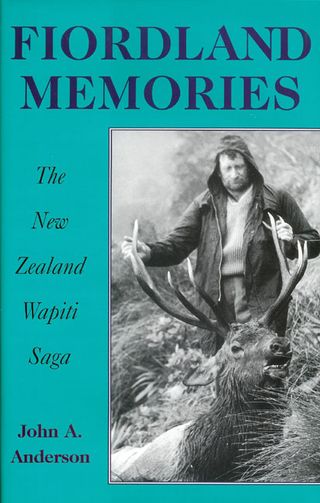 FIORDLAND
MEMORIES
The
New
Zealand
Wapiti
Saga
John A.
Anderson